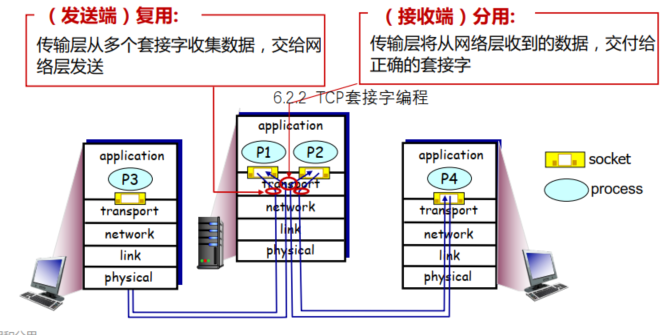 （发送端）复用:
传输层从多个套接字收集数据，交给网
络层发送
（接收端）分用:
传输层将从网络层收到的数据，交付给
正确的套接字
6.2.2 TCP套接字编程
application
P1
P2
transport
network
link
physical
application
P3
transport
network
link
physical
application
P4
transport
network
link
physical
socket
process